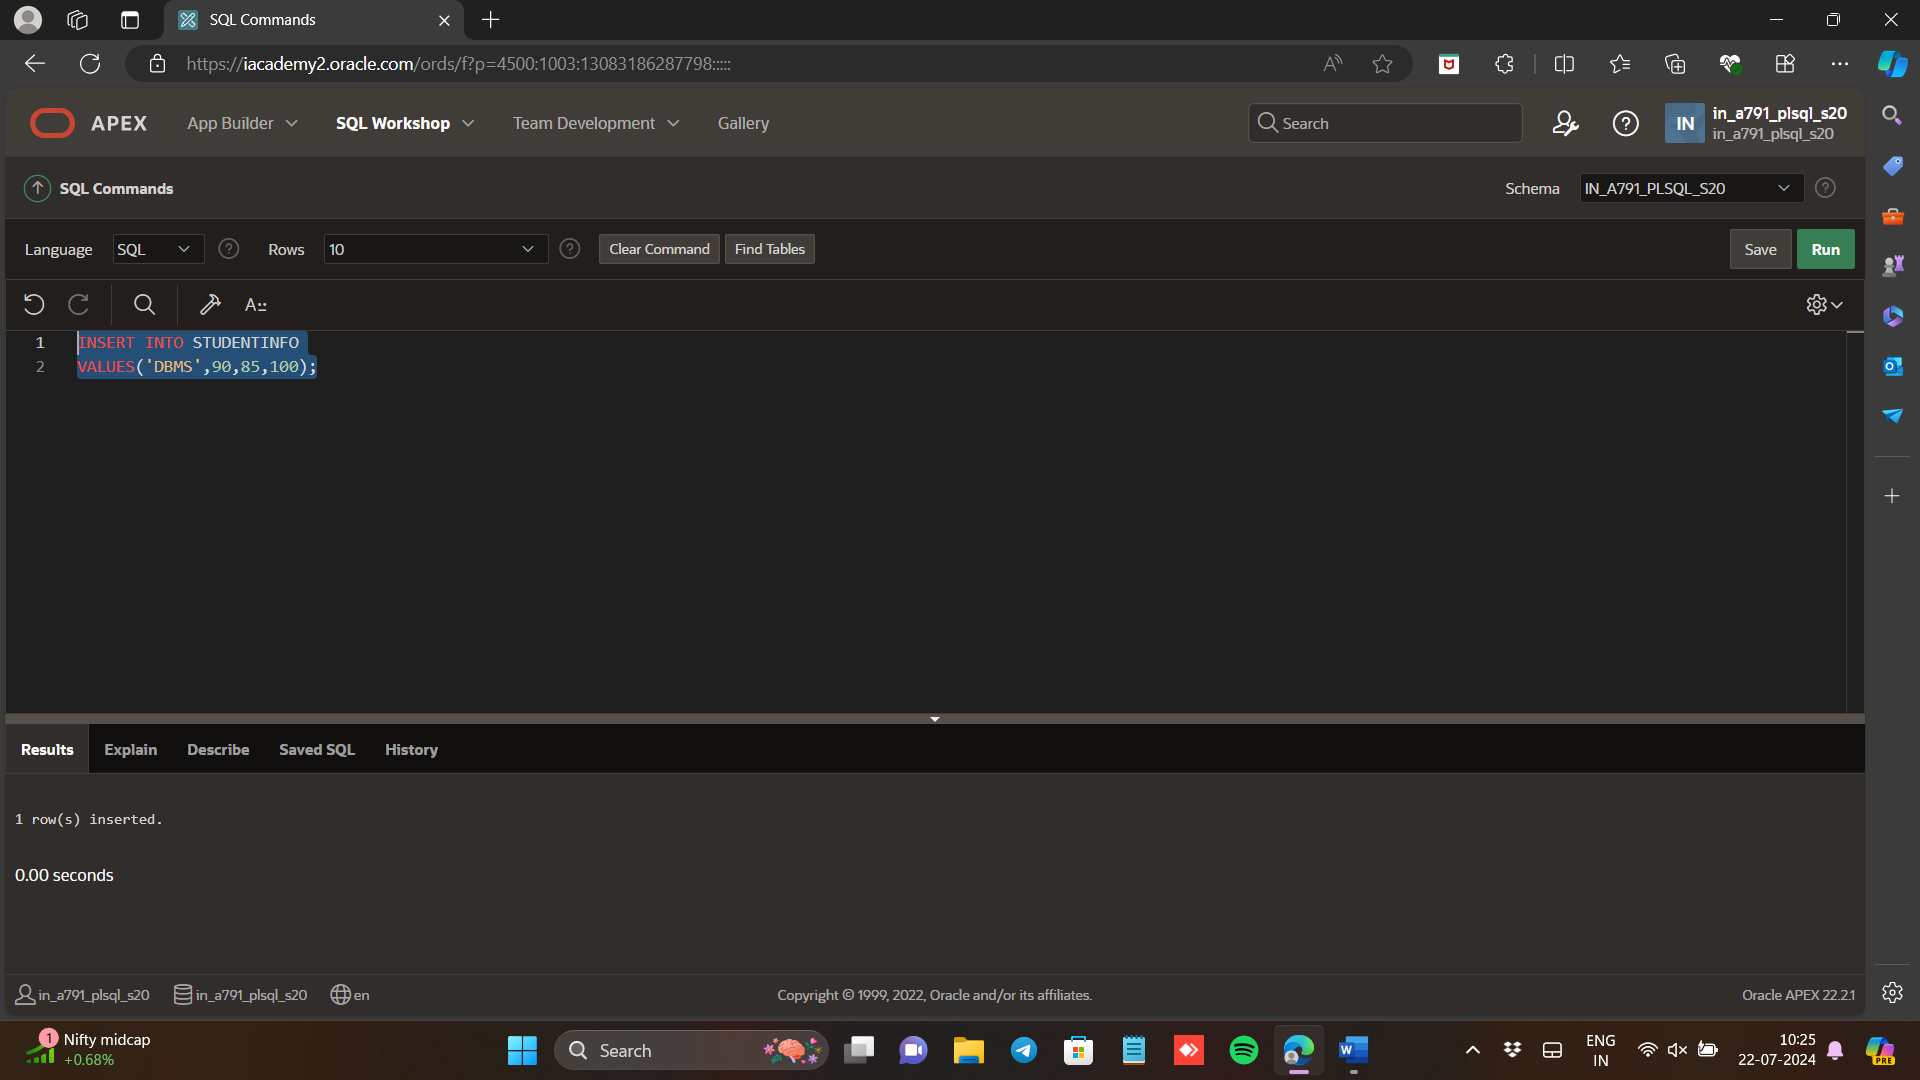 SQL Commands
https://iacademy2.oracle.com/ords/f?p=4500:1003:13083186287798:::::
APEX App Builder SQL Workshop Team Development Gallery Search IN in_a791_plsql_s20
in_a791_plsql_s20
SQL Commands Schema IN_A791_PLSQL_S20
Language SQL Rows 10 Clear Command Find Tables Save Run
1 INSERT INTO STUDENTINFO
2 VALUES('DBMS',90,85,100);
Results Explain Describe Saved SQL History
1 row(s) inserted.
0.00 seconds
in_a791_plsql_s20 in_a791_plsql_s20 en Copyright © 1999, 2022, Oracle and/or its affiliates. Oracle APEX 22.2.1
1 Nifty midcap
+0.68%
Search
ENG
IN
10:25
22-07-2024
PRE